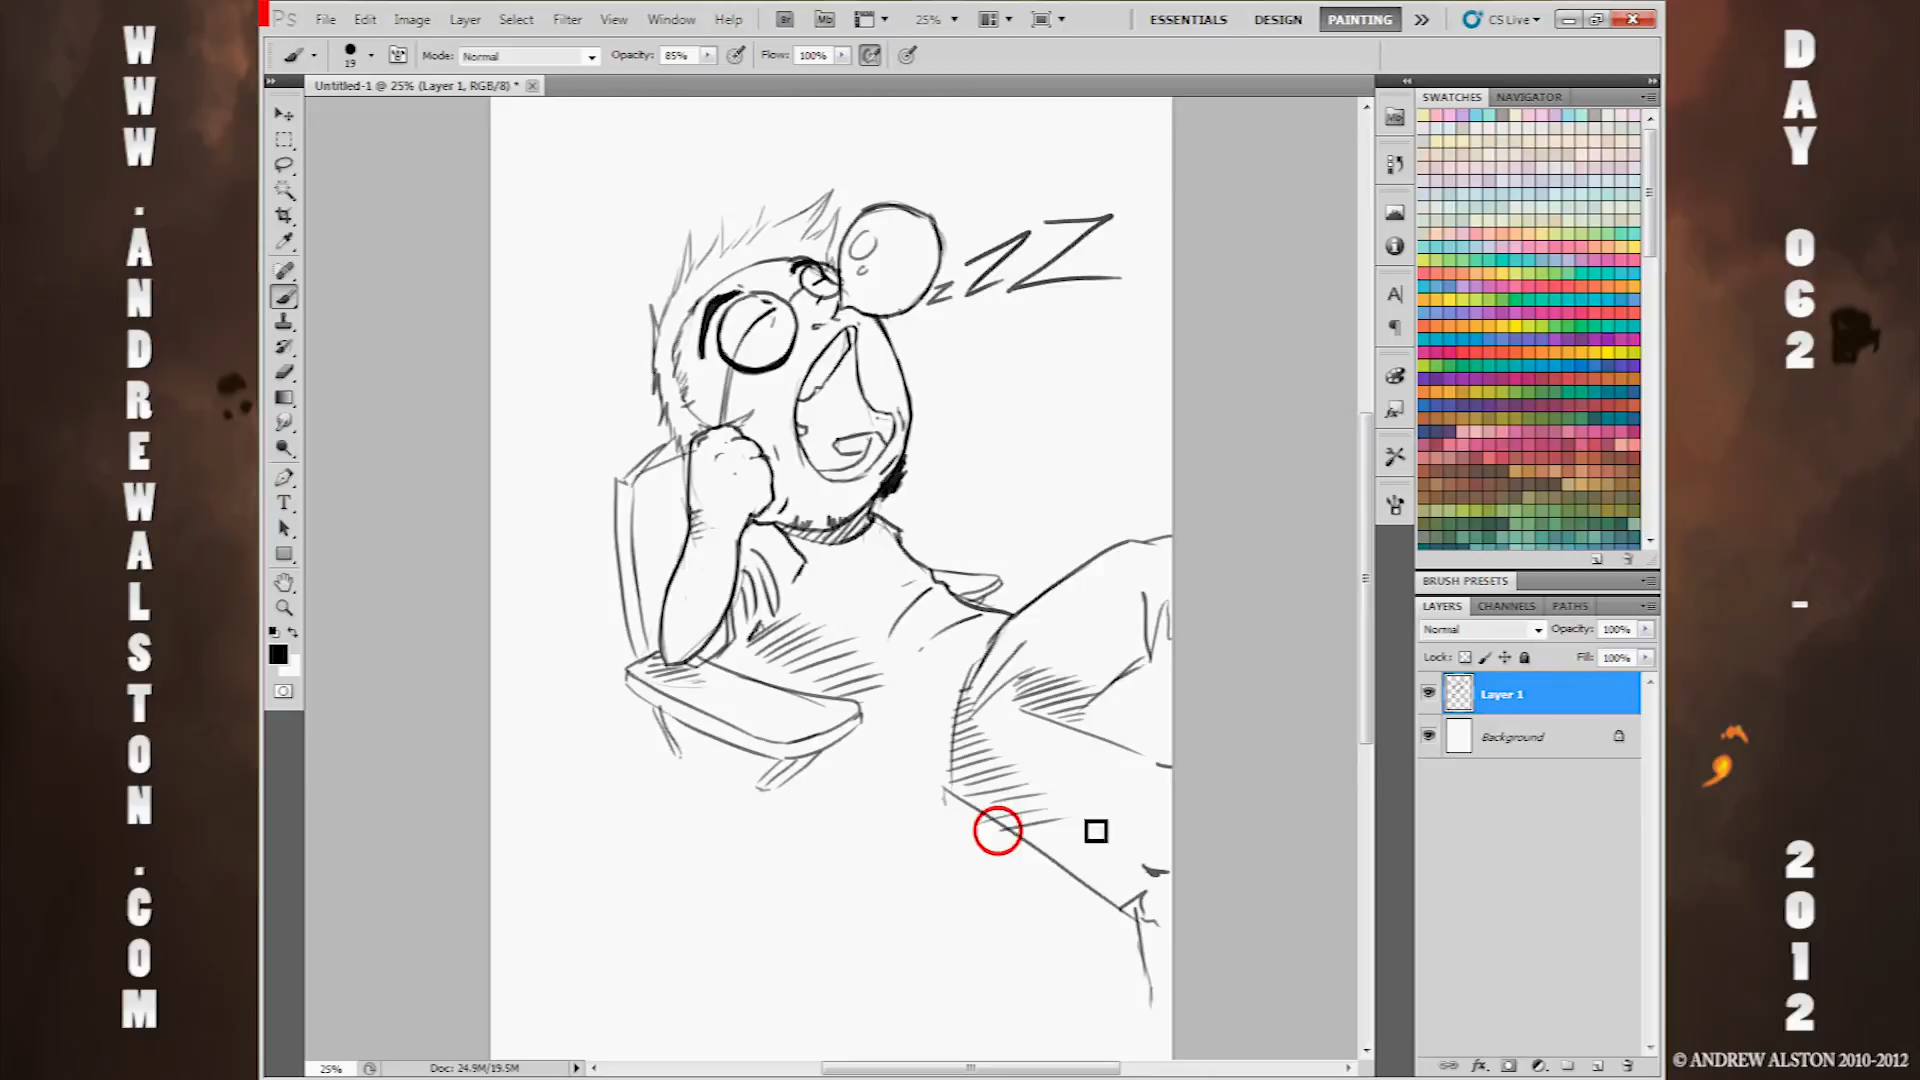 WWW.ANDREWALSTON.COM
Ps File Edit Image Layer Select Filter View Window Help Br Mb 25% ESSENTIALS DESIGN PAINTING CS Live
19 Mode: Normal Opacity: 85% Flow: 100%
Untitled-1 @ 25% (Layer 1, RGB/8) *
SWATCHES NAVIGATOR
zzZ
BRUSH PRESETS
LAYERS CHANNELS PATHS
Normal Opacity: 100%
Lock: Fill: 100%
Layer 1
Background
25% Doc: 24.9M/19.5M
DAY 062 - 2012
© ANDREW ALSTON 2010-2012